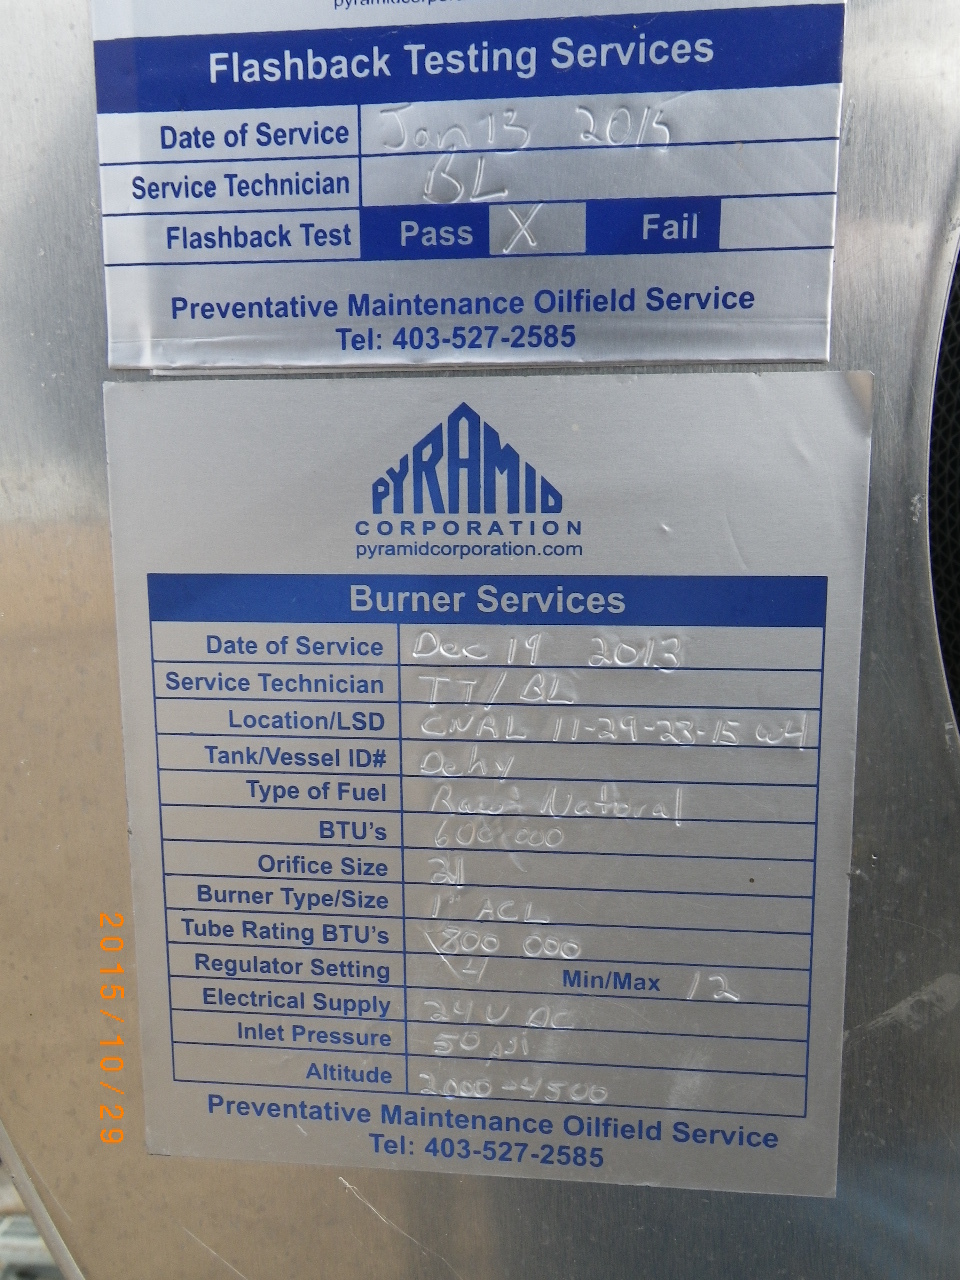 Flashback Testing Services
Date of Service Jan 13 2015
Service Technician BL
Flashback Test Pass X Fail
Preventative Maintenance Oilfield Service
Tel: 403-527-2585
PYRAMID
CORPORATION
pyramidcorporation.com
Burner Services
Date of Service Dec 19 2013
Service Technician TT/BL
Location/LSD CNRL 11-29-23-15 W4
Tank/Vessel ID# Dehy
Type of Fuel Natural
BTU's 600,000
Orifice Size 21
Burner Type/Size 1" ACL
Tube Rating BTU's 800 000
Regulator Setting 4 Min/Max 12
Electrical Supply 24 V DC
Inlet Pressure 50 psi
Altitude 2000-4500
Preventative Maintenance Oilfield Service
Tel: 403-527-2585
2015/10/29